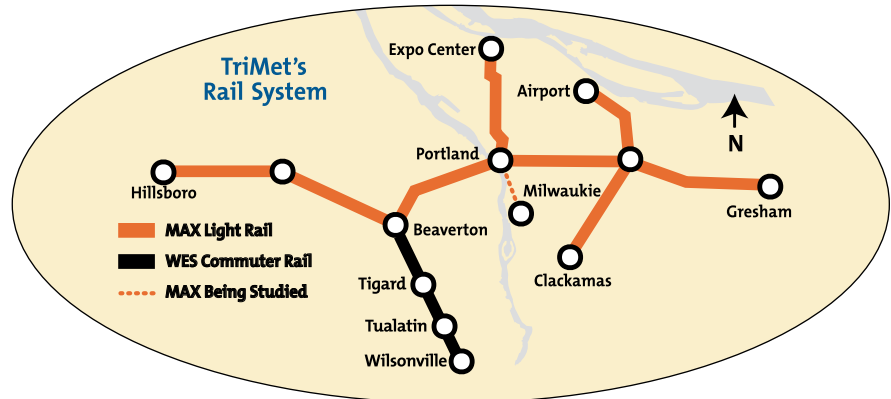 TriMet's
Rail System
Expo Center
Airport
N
Portland
Milwaukie
Hillsboro
Gresham
Beaverton
MAX Light Rail
WES Commuter Rail
MAX Being Studied
Clackamas
Tigard
Tualatin
Wilsonville